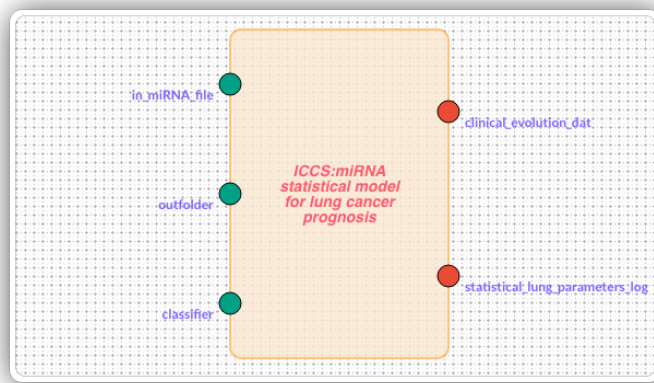 in_miRNA_file
clinical_evolution_dat
ICCS:miRNA
statistical model
for lung cancer
prognosis
outfolder
statistical_lung_parameters_log
classifier